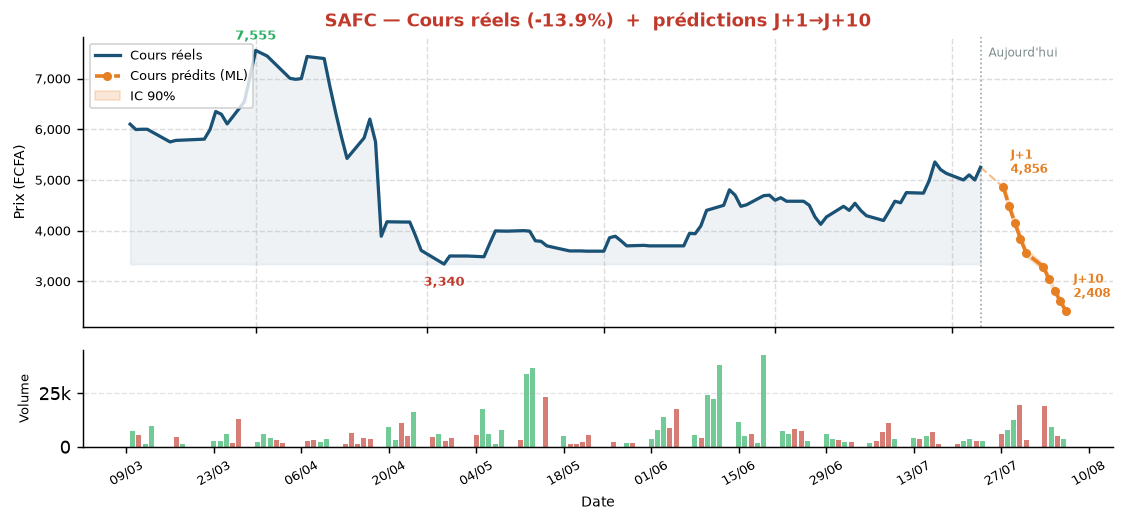 SAFC — Cours réels (-13.9%)  +  prédictions J+1→J+10
7,555
Cours réels
Cours prédits (ML)
IC 90%
Aujourd'hui
7,000
6,000
5,000
4,000
3,000
Prix (FCFA)
J+1
4,856
3,340
J+10
2,408
Volume
25k
0
09/03
23/03
06/04
20/04
04/05
18/05
01/06
15/06
29/06
13/07
27/07
10/08
Date